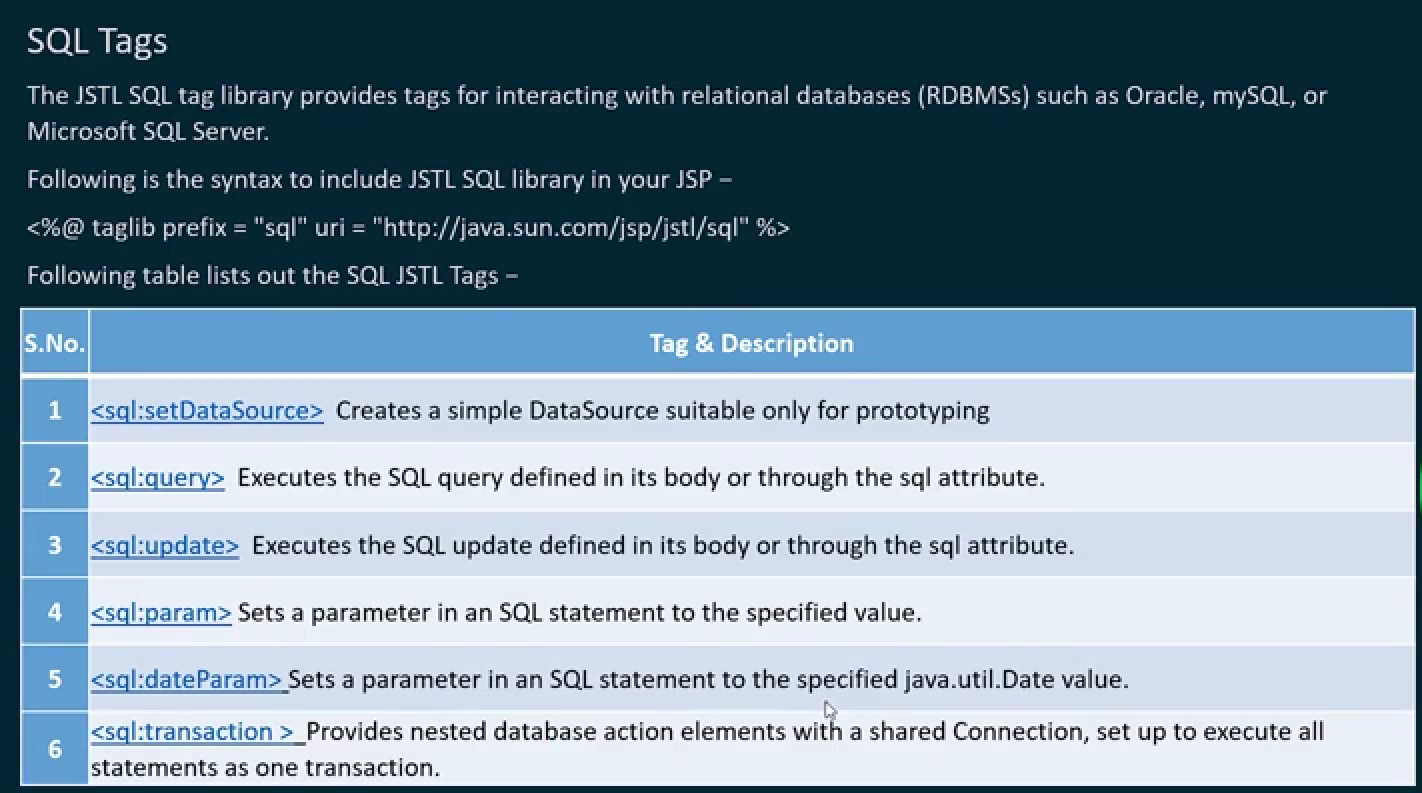 SQL Tags
The JSTL SQL tag library provides tags for interacting with relational databases (RDBMSs) such as Oracle, mySQL, or
Microsoft SQL Server.
Following is the syntax to include JSTL SQL library in your JSP −
<%@ taglib prefix = "sql" uri = "http://java.sun.com/jsp/jstl/sql" %>
Following table lists out the SQL JSTL Tags −
S.No. Tag & Description
1 <sql:setDataSource> Creates a simple DataSource suitable only for prototyping
2 <sql:query> Executes the SQL query defined in its body or through the sql attribute.
3 <sql:update> Executes the SQL update defined in its body or through the sql attribute.
4 <sql:param> Sets a parameter in an SQL statement to the specified value.
5 <sql:dateParam> Sets a parameter in an SQL statement to the specified java.util.Date value.
6 <sql:transaction > Provides nested database action elements with a shared Connection, set up to execute all
statements as one transaction.